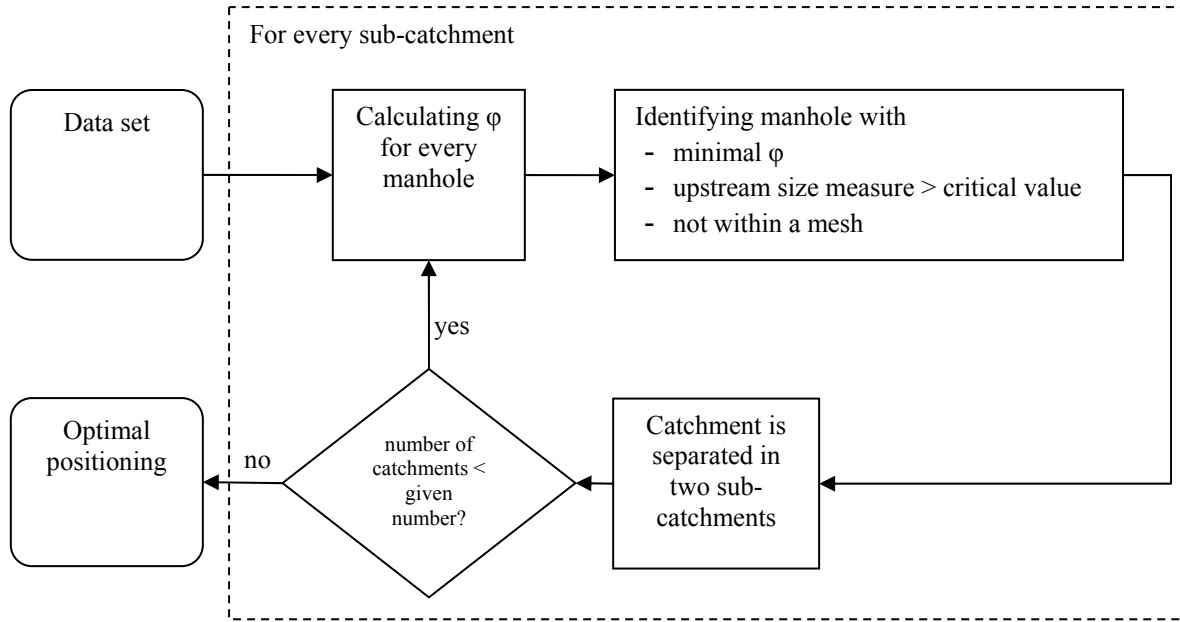 For every sub-catchment
Data set
Calculating φ
for every
manhole
Identifying manhole with
- minimal φ
- upstream size measure > critical value
- not within a mesh
yes
Optimal
positioning
no
number of
catchments <
given
number?
Catchment is
separated in
two sub-
catchments